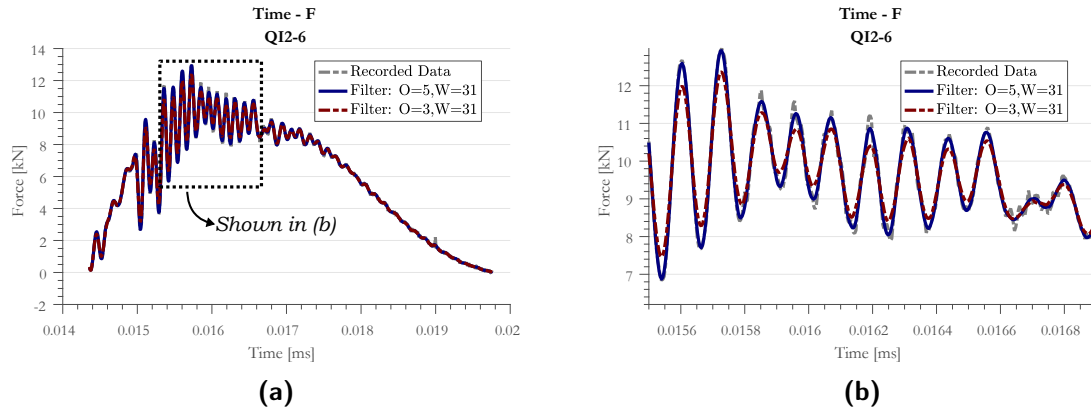 Time - F
QI2-6
14
12
10
8
6
4
2
0
-2
Force [kN]
Recorded Data
Filter: O=5,W=31
Filter: O=3,W=31
Shown in (b)
0.014 0.015 0.016 0.017 0.018 0.019 0.02
Time [ms]
(a)
Time - F
QI2-6
12
11
10
9
8
7
Force [kN]
Recorded Data
Filter: O=5,W=31
Filter: O=3,W=31
0.0156 0.0158 0.016 0.0162 0.0164 0.0166 0.0168
Time [ms]
(b)